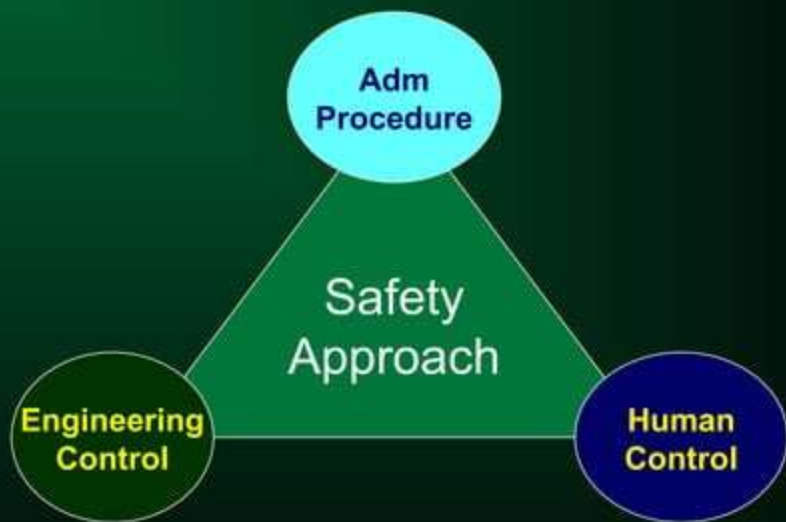 Adm
Procedure
Safety
Approach
Engineering
Control
Human
Control